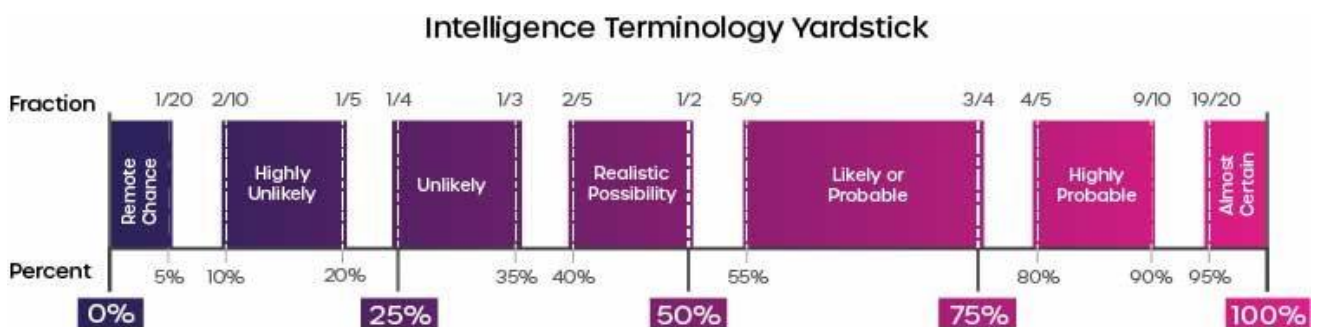 Intelligence Terminology Yardstick
Fraction 1/20 2/10 1/5 1/4 1/3 2/5 1/2 5/9 3/4 4/5 9/10 19/20
Remote
Chance
Highly
Unlikely
Unlikely
Realistic
Possibility
Likely or
Probable
Highly
Probable
Almost
Certain
Percent 5% 10% 20% 35% 40% 55% 80% 90% 95%
0% 25% 50% 75% 100%